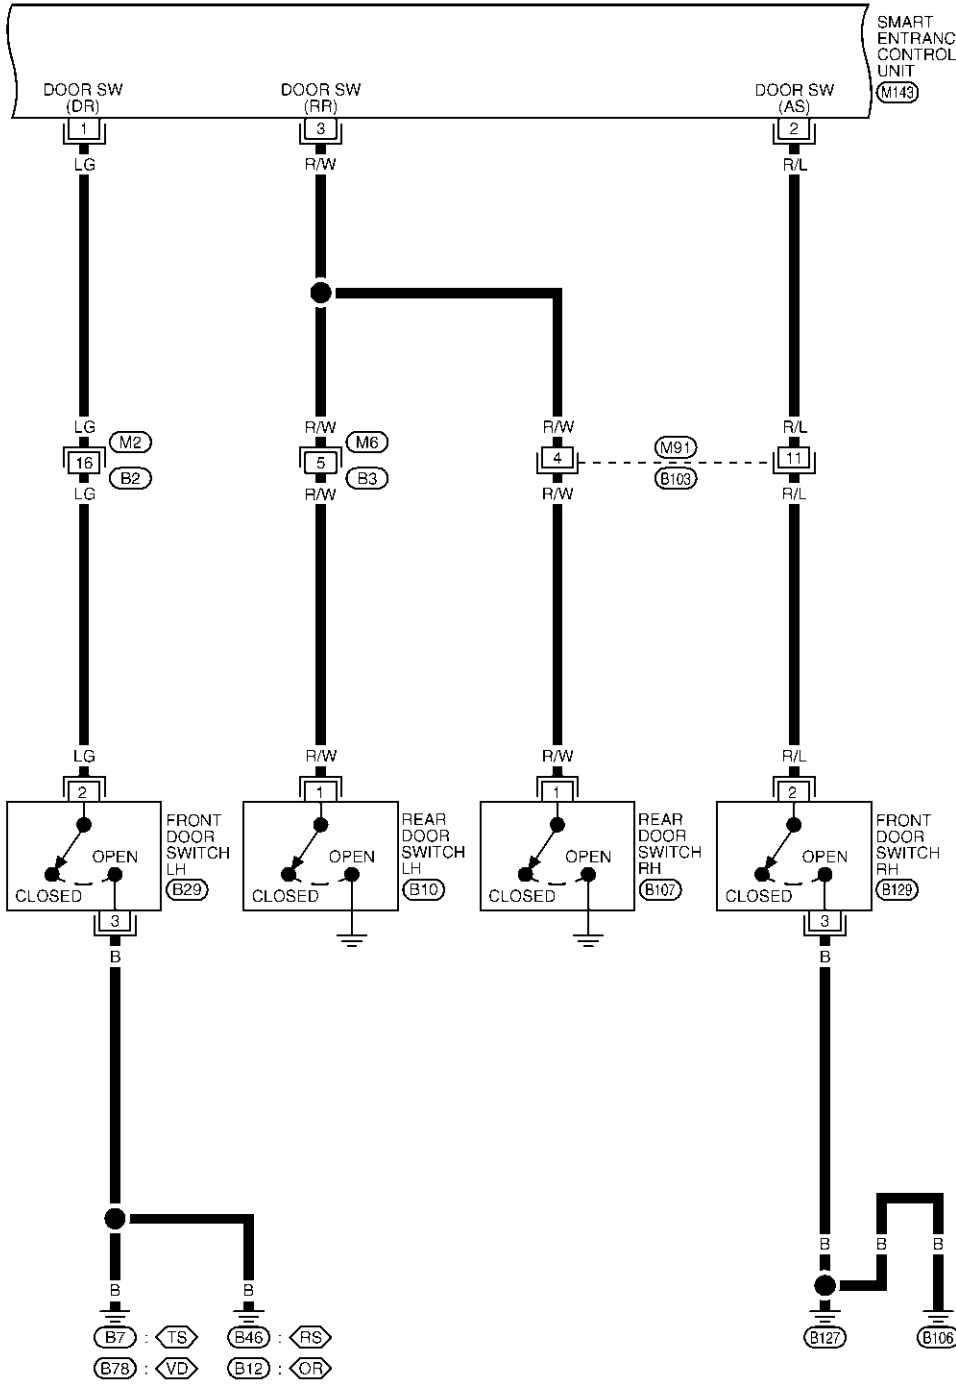 SMART
ENTRANC
CONTROL
UNIT
M143
DOOR SW
(DR)
DOOR SW
(RR)
DOOR SW
(AS)
1
3
2
LG
R/W
R/L
LG
R/W
R/W
R/L
M2
M6
M91
16
5
4
11
B2
B3
B103
LG
R/W
R/W
R/L
LG
R/W
R/W
R/L
2
1
1
2
FRONT
DOOR
SWITCH
LH
B29
OPEN
CLOSED
REAR
DOOR
SWITCH
LH
B10
OPEN
CLOSED
REAR
DOOR
SWITCH
RH
B107
OPEN
CLOSED
FRONT
DOOR
SWITCH
RH
B129
OPEN
CLOSED
3
3
B
B
B
B
B
B
B
B7 : TS
B46 : RS
B127
B106
B78 : VD
B12 : OR